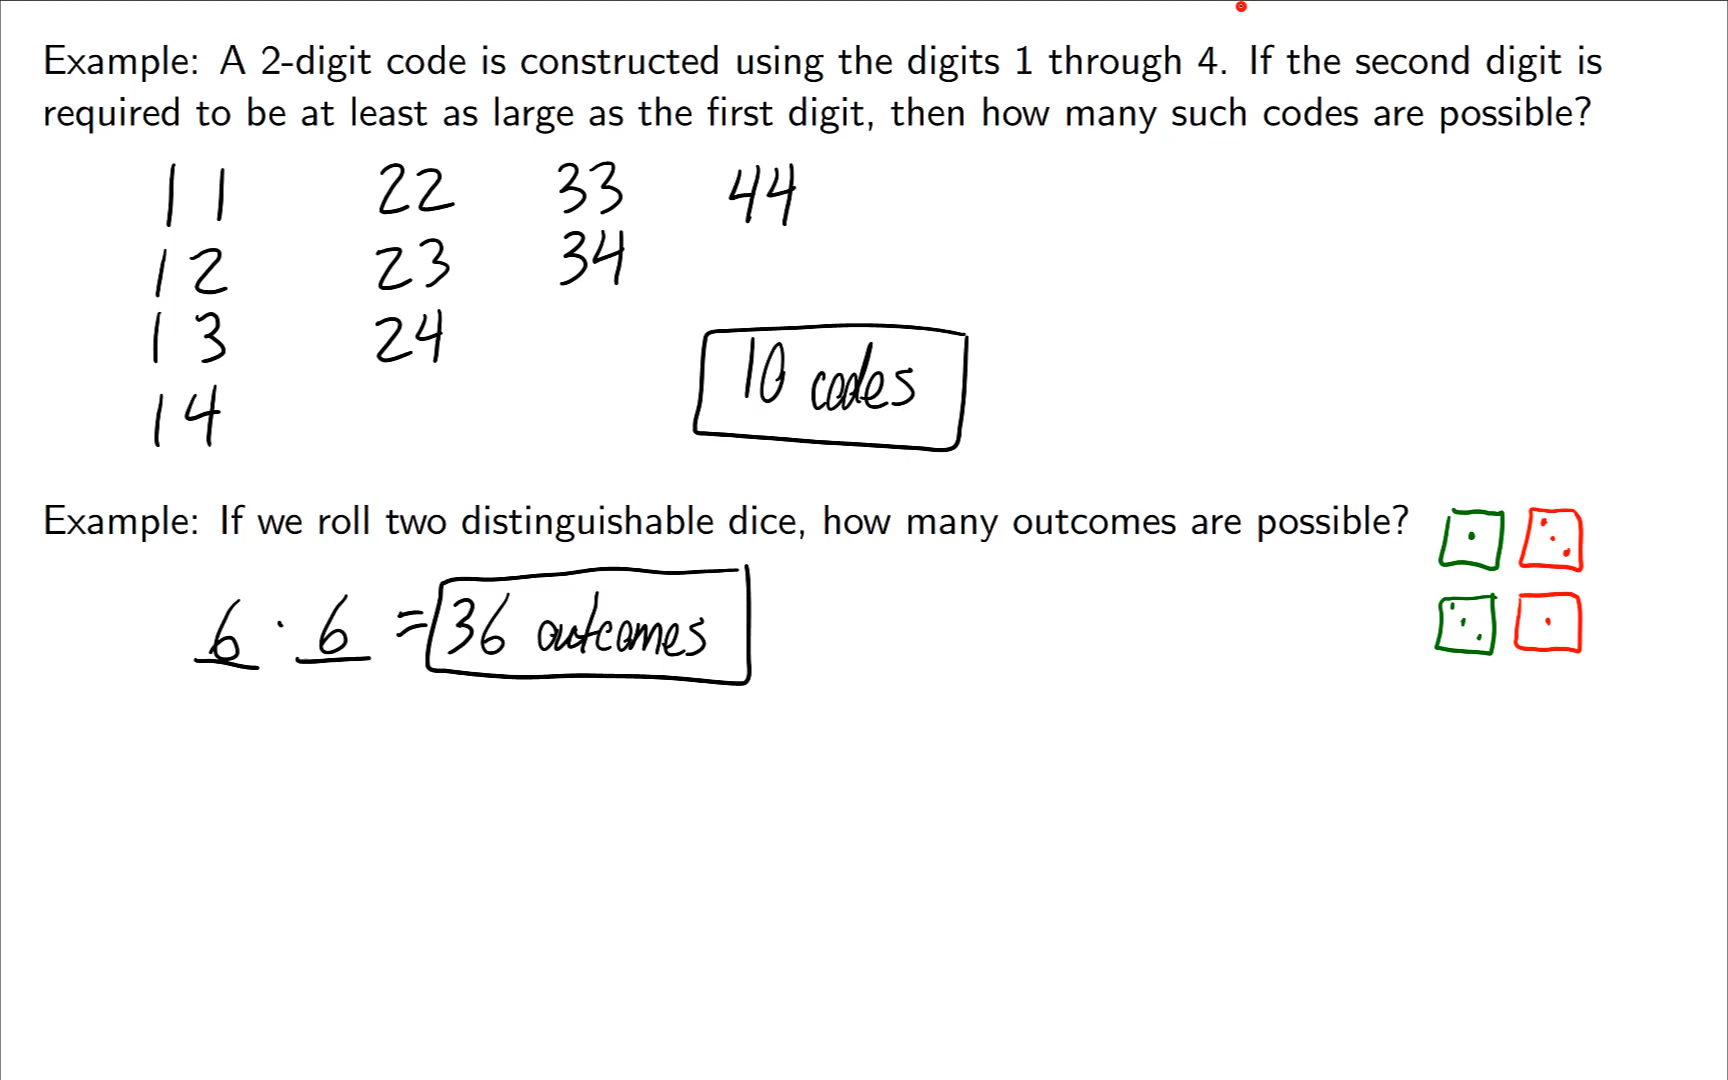 Example: A 2-digit code is constructed using the digits 1 through 4. If the second digit is
required to be at least as large as the first digit, then how many such codes are possible?
11 22 33 44
12 23 34
13 24
14
10 codes
Example: If we roll two distinguishable dice, how many outcomes are possible?
6 · 6 = 36 outcomes